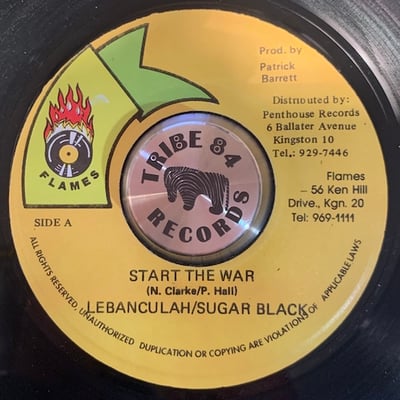 Prod. by
Patrick
Barrett
Distributed by:
Penthouse Records
6 Ballater Avenue
Kingston 10
Tel.: 929-7446
FLAMES
TRIBE 84
RECORDS
Flames
56 Ken Hill
Drive., Kgn. 20
Tel: 969-1111
SIDE A
START THE WAR
(N. Clarke/P. Hall)
LEBANCULAH/SUGAR BLACK
ALL RIGHTS RESERVED, UNAUTHORIZED DUPLICATION OR COPYING ARE VIOLATIONS OF APPLICABLE LAWS